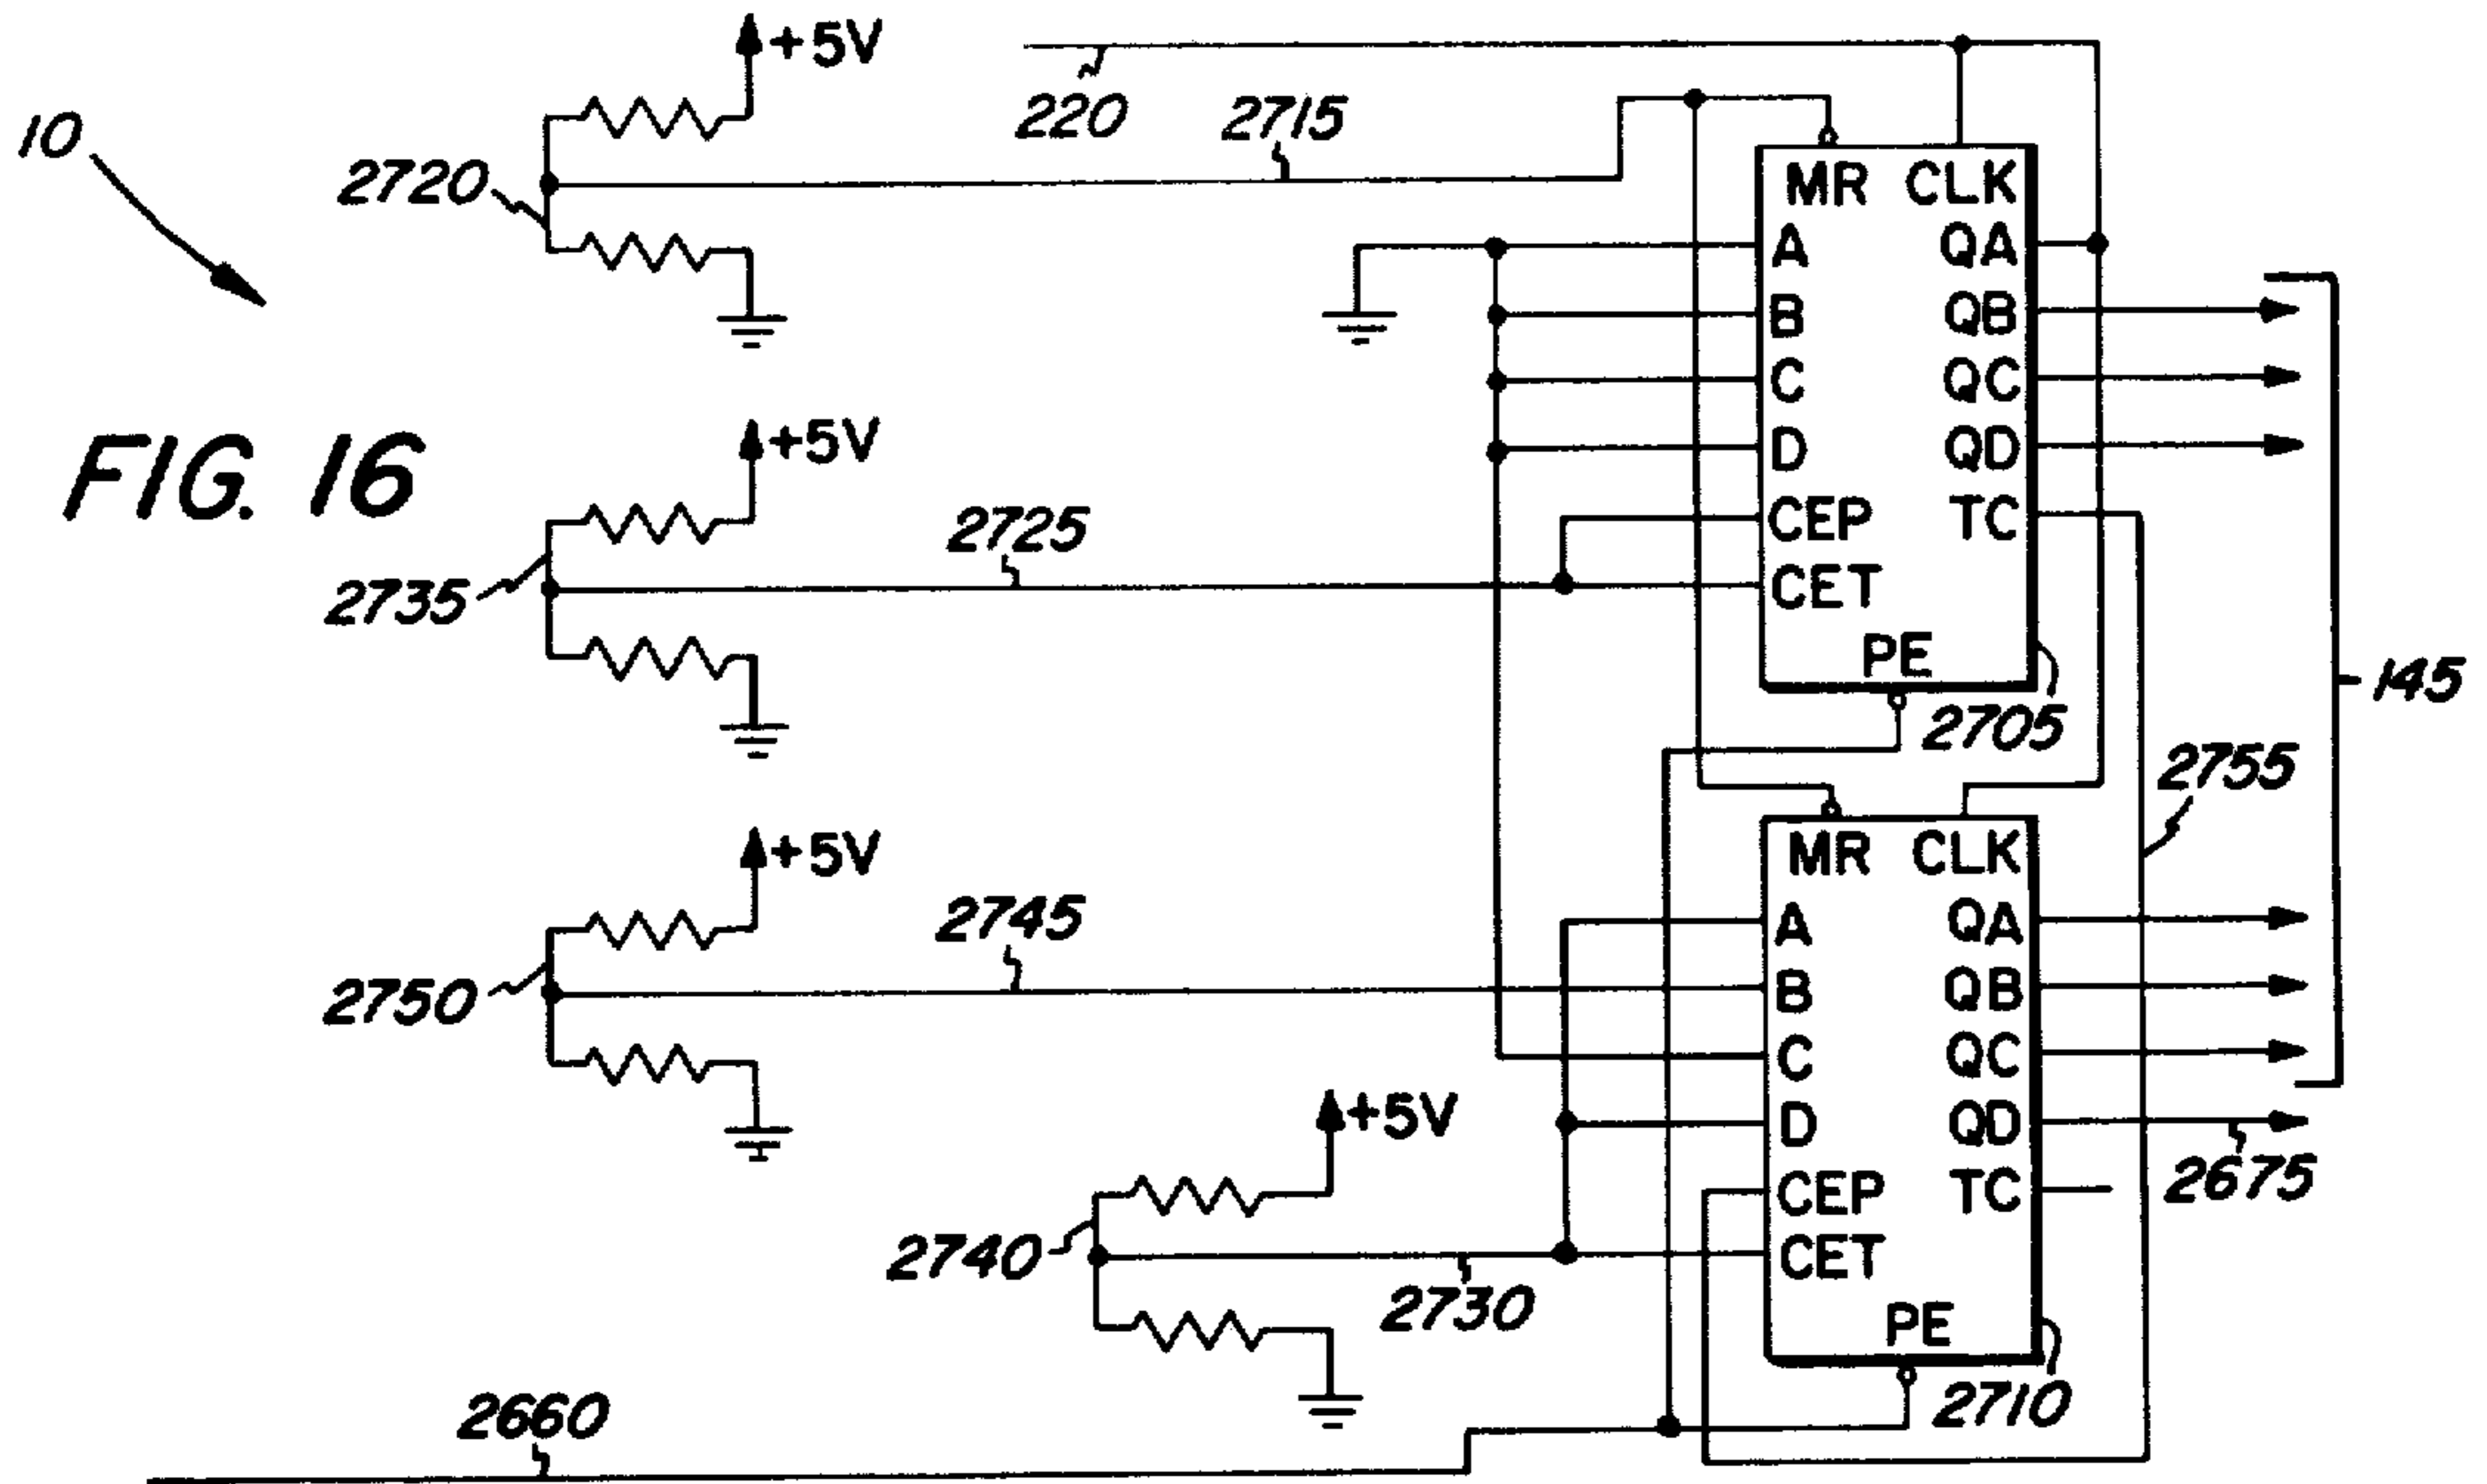 +5V
10
220
2715
2720
MR CLK
A QA
B QB
C QC
D QD
CEP TC
CET
PE
+5V
FIG. 16
2725
2735
2705
145
2755
+5V
2745
2750
MR CLK
A QA
B QB
C QC
D QD
CEP TC
CET
PE
2675
+5V
2740
2730
2710
2660